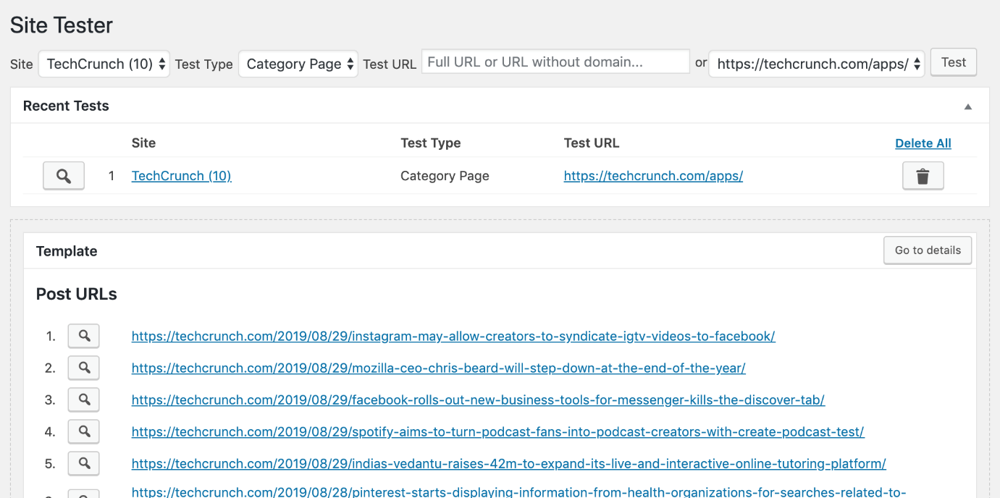 Site Tester
Site TechCrunch (10) Test Type Category Page Test URL Full URL or URL without domain... or https://techcrunch.com/apps/ Test
Recent Tests
Site Test Type Test URL Delete All
1 TechCrunch (10) Category Page https://techcrunch.com/apps/
Template Go to details
Post URLs
1. https://techcrunch.com/2019/08/29/instagram-may-allow-creators-to-syndicate-igtv-videos-to-facebook/
2. https://techcrunch.com/2019/08/29/mozilla-ceo-chris-beard-will-step-down-at-the-end-of-the-year/
3. https://techcrunch.com/2019/08/29/facebook-rolls-out-new-business-tools-for-messenger-kills-the-discover-tab/
4. https://techcrunch.com/2019/08/29/spotify-aims-to-turn-podcast-fans-into-podcast-creators-with-create-podcast-test/
5. https://techcrunch.com/2019/08/29/indias-vedantu-raises-42m-to-expand-its-live-and-interactive-online-tutoring-platform/
https://techcrunch.com/2019/08/28/pinterest-starts-displaying-information-from-health-organizations-for-searches-related-to-